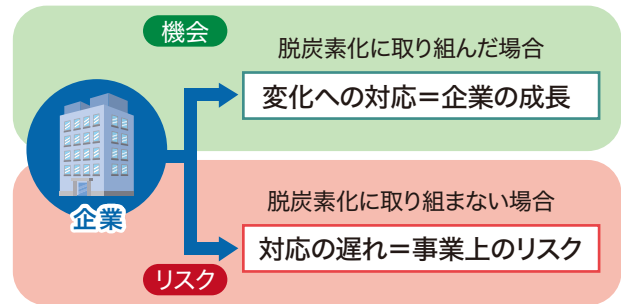 機会
脱炭素化に取り組んだ場合
変化への対応＝企業の成長
企業
脱炭素化に取り組まない場合
対応の遅れ＝事業上のリスク
リスク